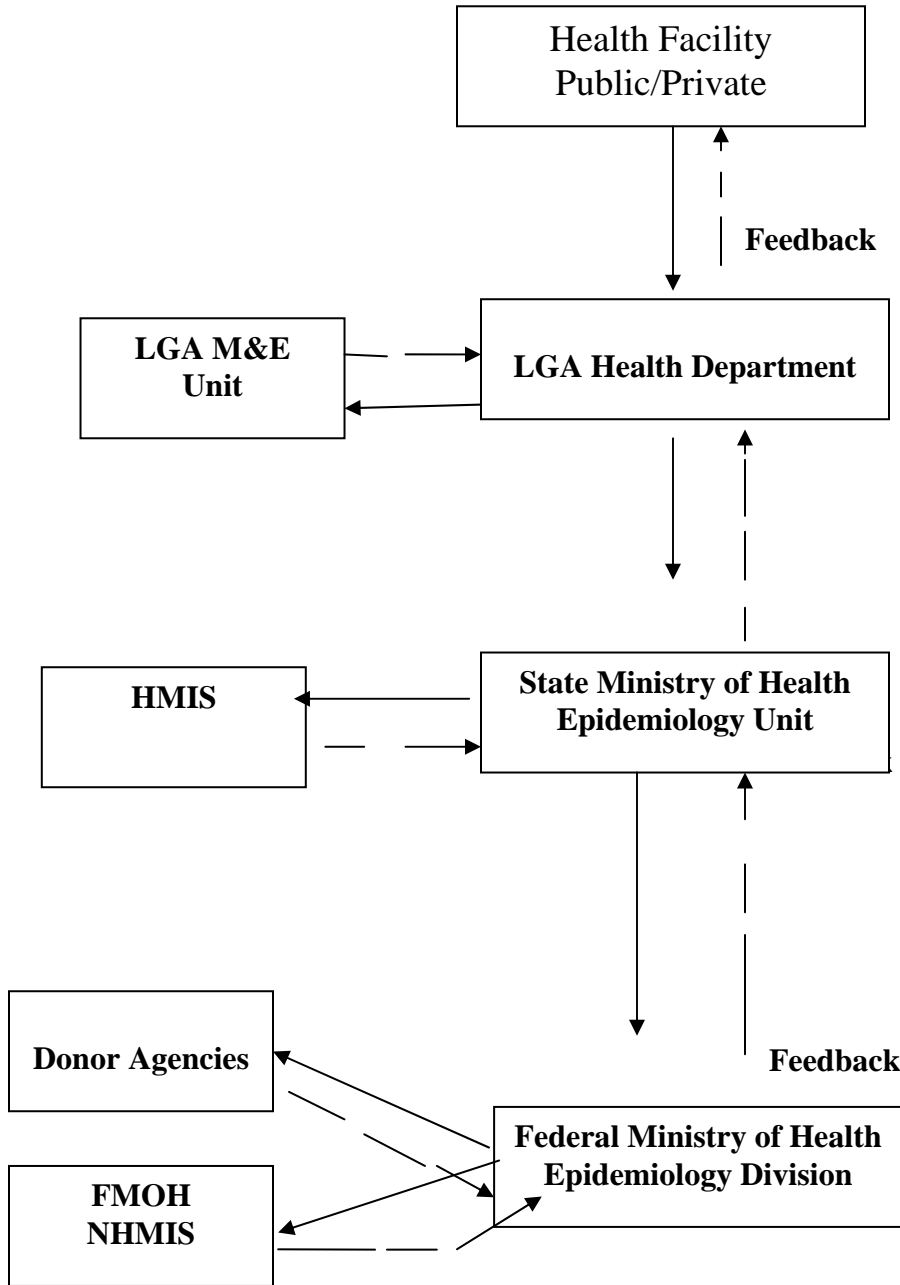 Health Facility
Public/Private
Feedback
LGA M&E
Unit
LGA Health Department
HMIS
State Ministry of Health
Epidemiology Unit
Donor Agencies
Feedback
Federal Ministry of Health
Epidemiology Division
FMOH
NHMIS